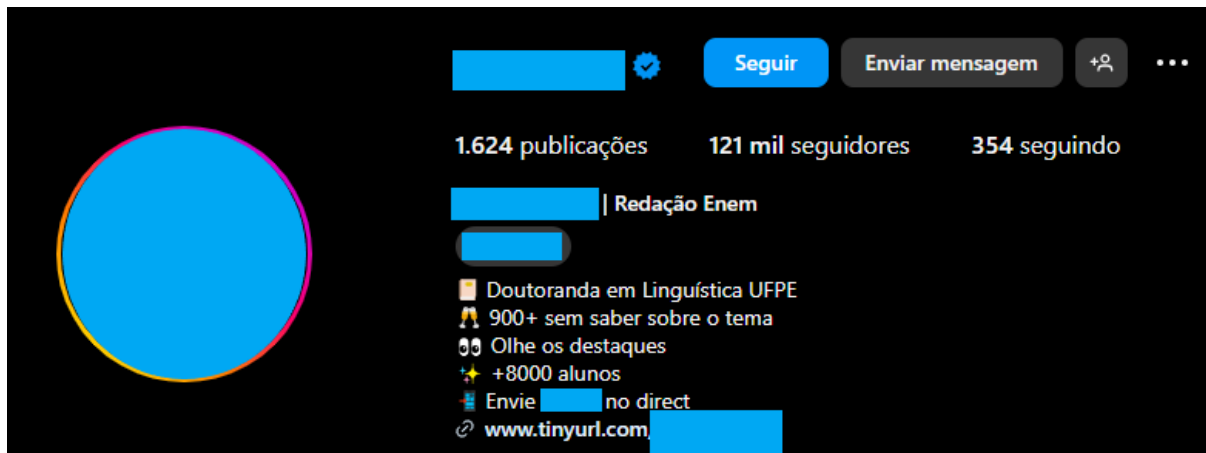 Seguir Enviar mensagem
1.624 publicações 121 mil seguidores 354 seguindo
| Redação Enem
📔 Doutoranda em Linguística UFPE
🥂 900+ sem saber sobre o tema
👀 Olhe os destaques
✨ +8000 alunos
📲 Envie no direct
www.tinyurl.com/